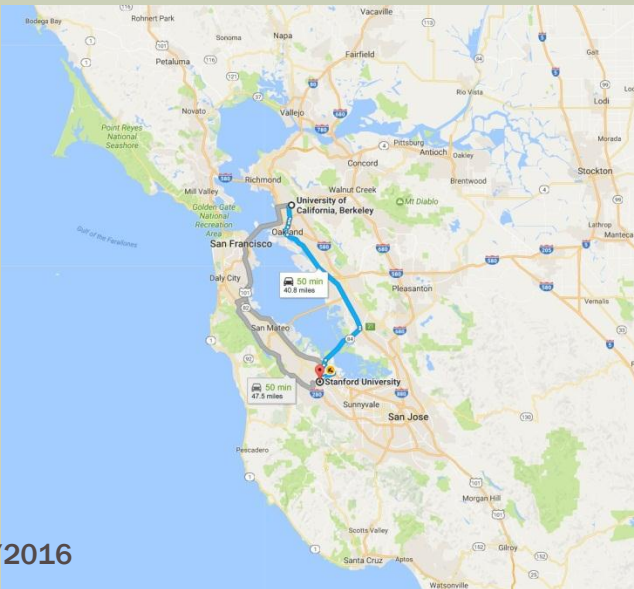 Bodega Bay
Rohnert Park
Vacaville
Sonoma
Napa
Petaluma
Fairfield
Galt
Rio Vista
Lodi
Novato
Vallejo
Point Reyes
National
Seashore
Pittsburg
Antioch
Oakley
Morada
Concord
Stockton
Richmond
Mill Valley
Walnut Creek
Brentwood
Golden Gate
National
Recreation
Area
University of
California, Berkeley
Mt Diablo
Lathrop
Manteca
Gulf of the Farallones
San Francisco
Oakland
Daly City
50 min
40.8 miles
Pleasanton
Vernalis
San Mateo
50 min
47.5 miles
Stanford University
Sunnyvale
San Jose
Pescadero
Morgan Hill
Scotts Valley
Gilroy
Santa Cruz
Aptos
Watsonville
/2016